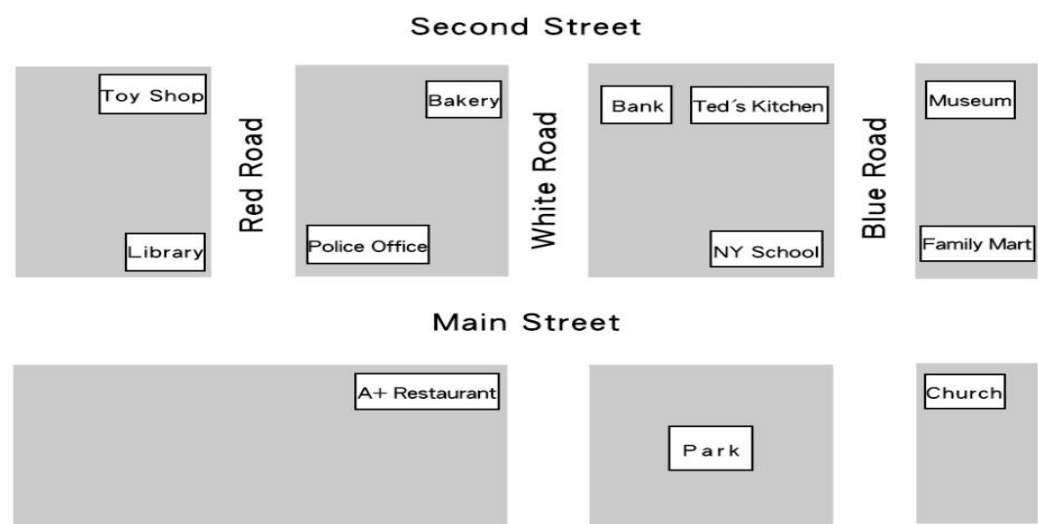 Second Street
Toy Shop
Bakery
Bank
Ted´s Kitchen
Museum
Red Road
White Road
Blue Road
Library
Police Office
NY School
Family Mart
Main Street
A+ Restaurant
Church
Park